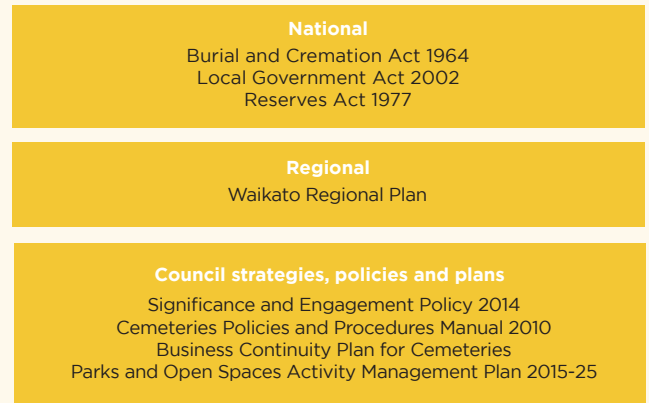 National
Burial and Cremation Act 1964
Local Government Act 2002
Reserves Act 1977
Regional
Waikato Regional Plan
Council strategies, policies and plans
Significance and Engagement Policy 2014
Cemeteries Policies and Procedures Manual 2010
Business Continuity Plan for Cemeteries
Parks and Open Spaces Activity Management Plan 2015-25